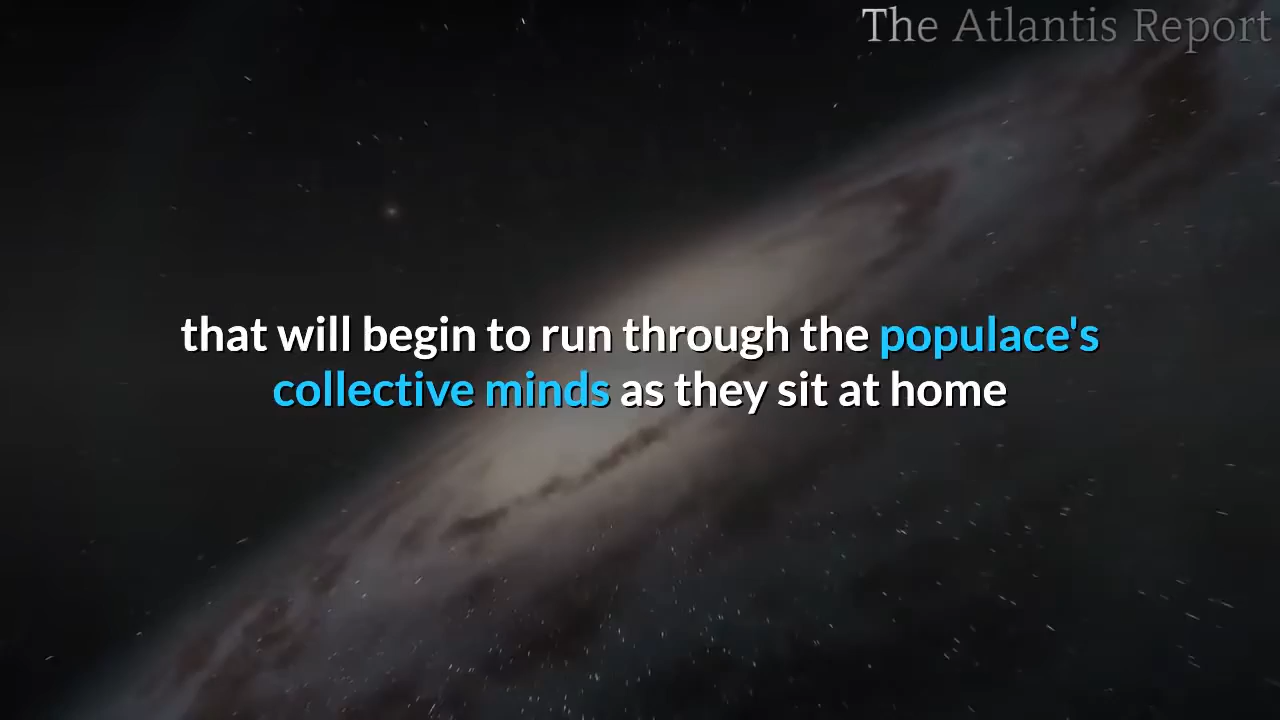 The Atlantis Report
that will begin to run through the populace's
collective minds as they sit at home